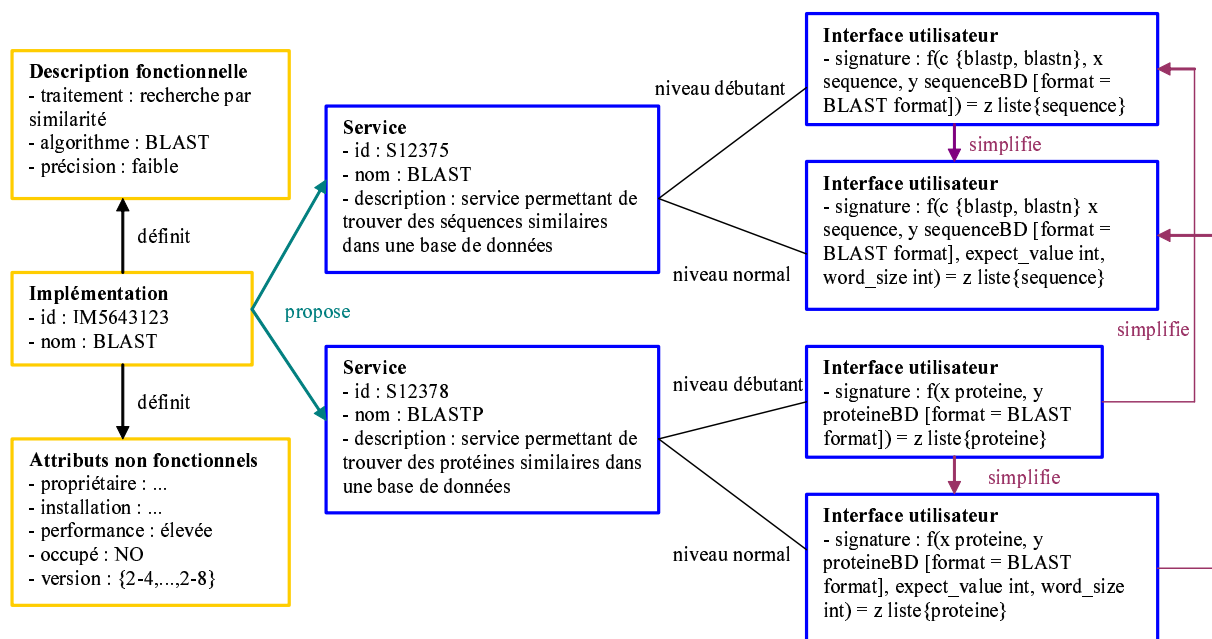 Description fonctionnelle
- traitement : recherche par
similarité
- algorithme : BLAST
- précision : faible
définit
Implémentation
- id : IM5643123
- nom : BLAST
définit
Attributs non fonctionnels
- propriétaire : ...
- installation : ...
- performance : élevée
- occupé : NO
- version : {2-4,...,2-8}
propose
Service
- id : S12375
- nom : BLAST
- description : service permettant de
trouver des séquences similaires
dans une base de données
Service
- id : S12378
- nom : BLASTP
- description : service permettant de
trouver des protéines similaires dans
une base de données
niveau débutant
niveau normal
niveau débutant
niveau normal
Interface utilisateur
- signature : f(c {blastp, blastn}, x
sequence, y sequenceBD [format =
BLAST format]) = z liste{sequence}
simplifie
Interface utilisateur
- signature : f(c {blastp, blastn} x
sequence, y sequenceBD [format =
BLAST format], expect_value int,
word_size int) = z liste{sequence}
simplifie
Interface utilisateur
- signature : f(x proteine, y
proteineBD [format = BLAST
format]) = z liste{proteine}
simplifie
Interface utilisateur
- signature : f(x proteine, y
proteineBD [format = BLAST
format], expect_value int, word_size
int) = z liste{proteine}